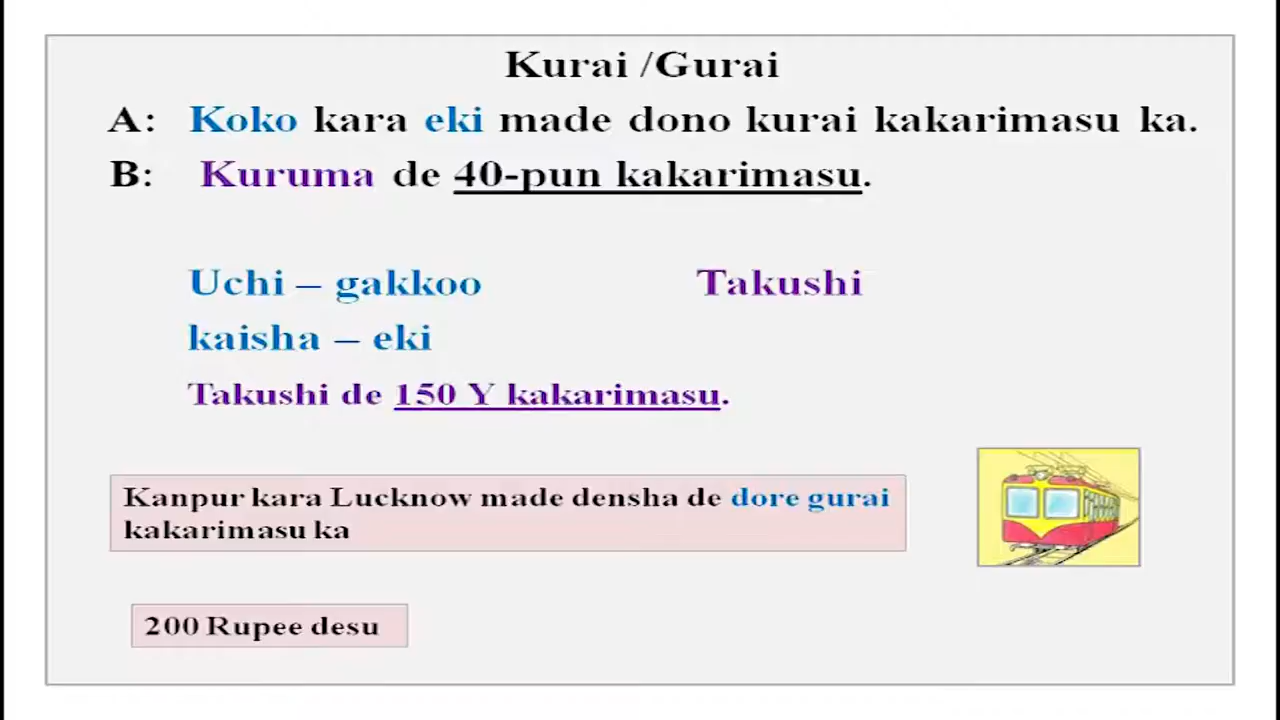 Kurai /Gurai
A: Koko kara eki made dono kurai kakarimasu ka.
B: Kuruma de 40-pun kakarimasu.
Uchi – gakkoo Takushi
kaisha – eki
Takushi de 150 Y kakarimasu.
Kanpur kara Lucknow made densha de dore gurai
kakarimasu ka
200 Rupee desu